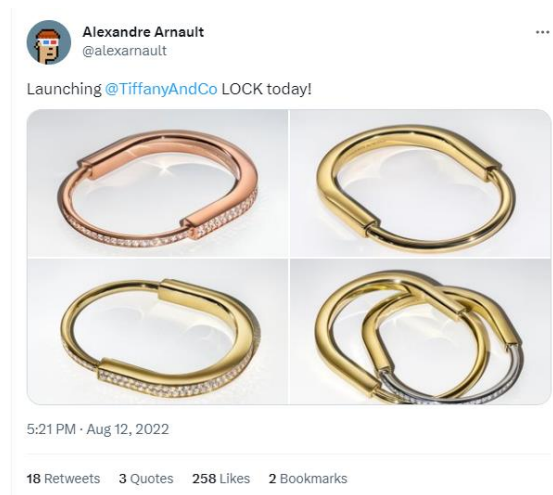 Alexandre Arnault
@alexarnault
Launching @TiffanyAndCo LOCK today!
5:21 PM · Aug 12, 2022
18 Retweets 3 Quotes 258 Likes 2 Bookmarks